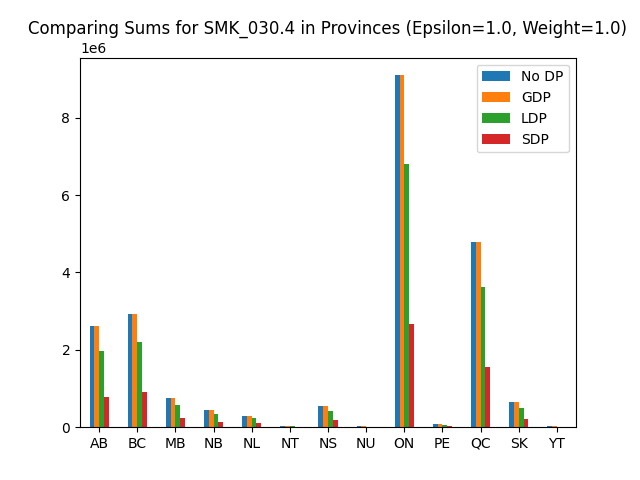 Comparing Sums for SMK_030.4 in Provinces (Epsilon=1.0, Weight=1.0)
1e6
No DP
GDP
LDP
SDP
8
6
4
2
0
AB BC MB NB NL NT NS NU ON PE QC SK YT